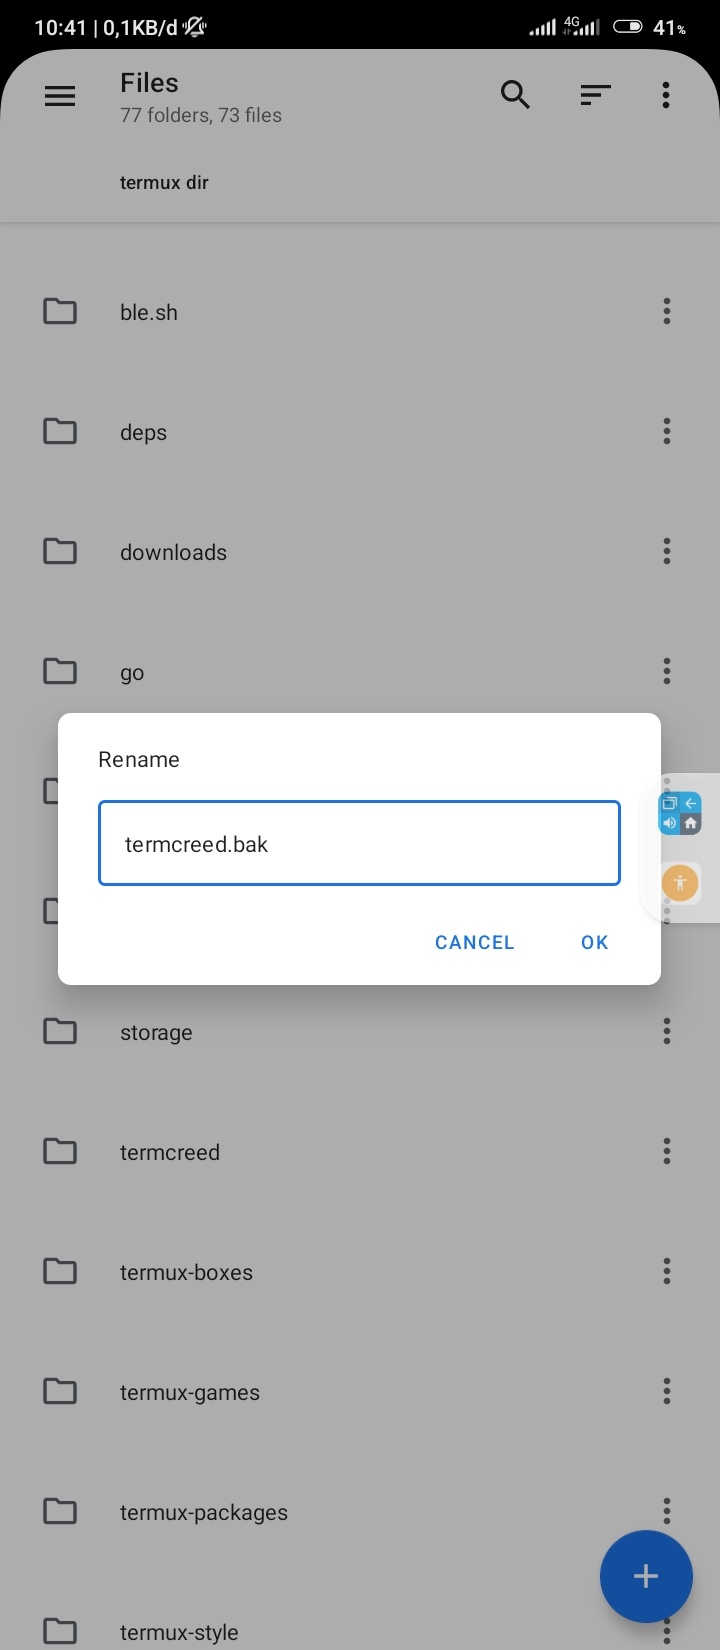 10:41 | 0,1KB/d
4G
41%
Files
77 folders, 73 files
termux dir
ble.sh
deps
downloads
go
Rename
termcreed.bak
CANCEL OK
storage
termcreed
termux-boxes
termux-games
termux-packages
termux-style